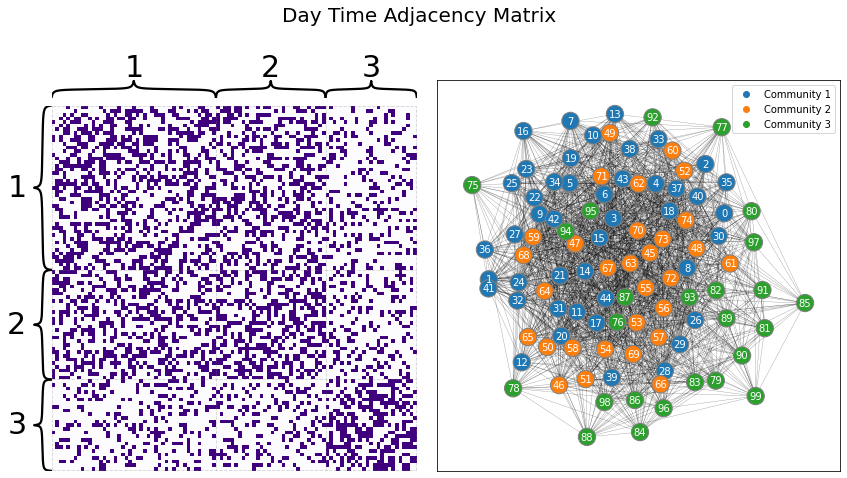 Day Time Adjacency Matrix
1 2 3
1
2
3
Community 1
Community 2
Community 3
13
92
7
77
16
10 49
33
38
60
19
2
23
52
71
25 34 5 43 62 4 37 35
75
22 6 40
95 18 80
9 42 3 74 0
94 70
27 59 47 15 73 30 97
36 48
68 45
67 63 61
14 8
1 24 21 72
41 64 55 82 91
32 44 87 93
85
31 11 56
17 76 53 26 89
81
65 20 57
50 58 54 29
69 90
12
28
51 39 83 79
46 66
78
99
98 86
96
84
88